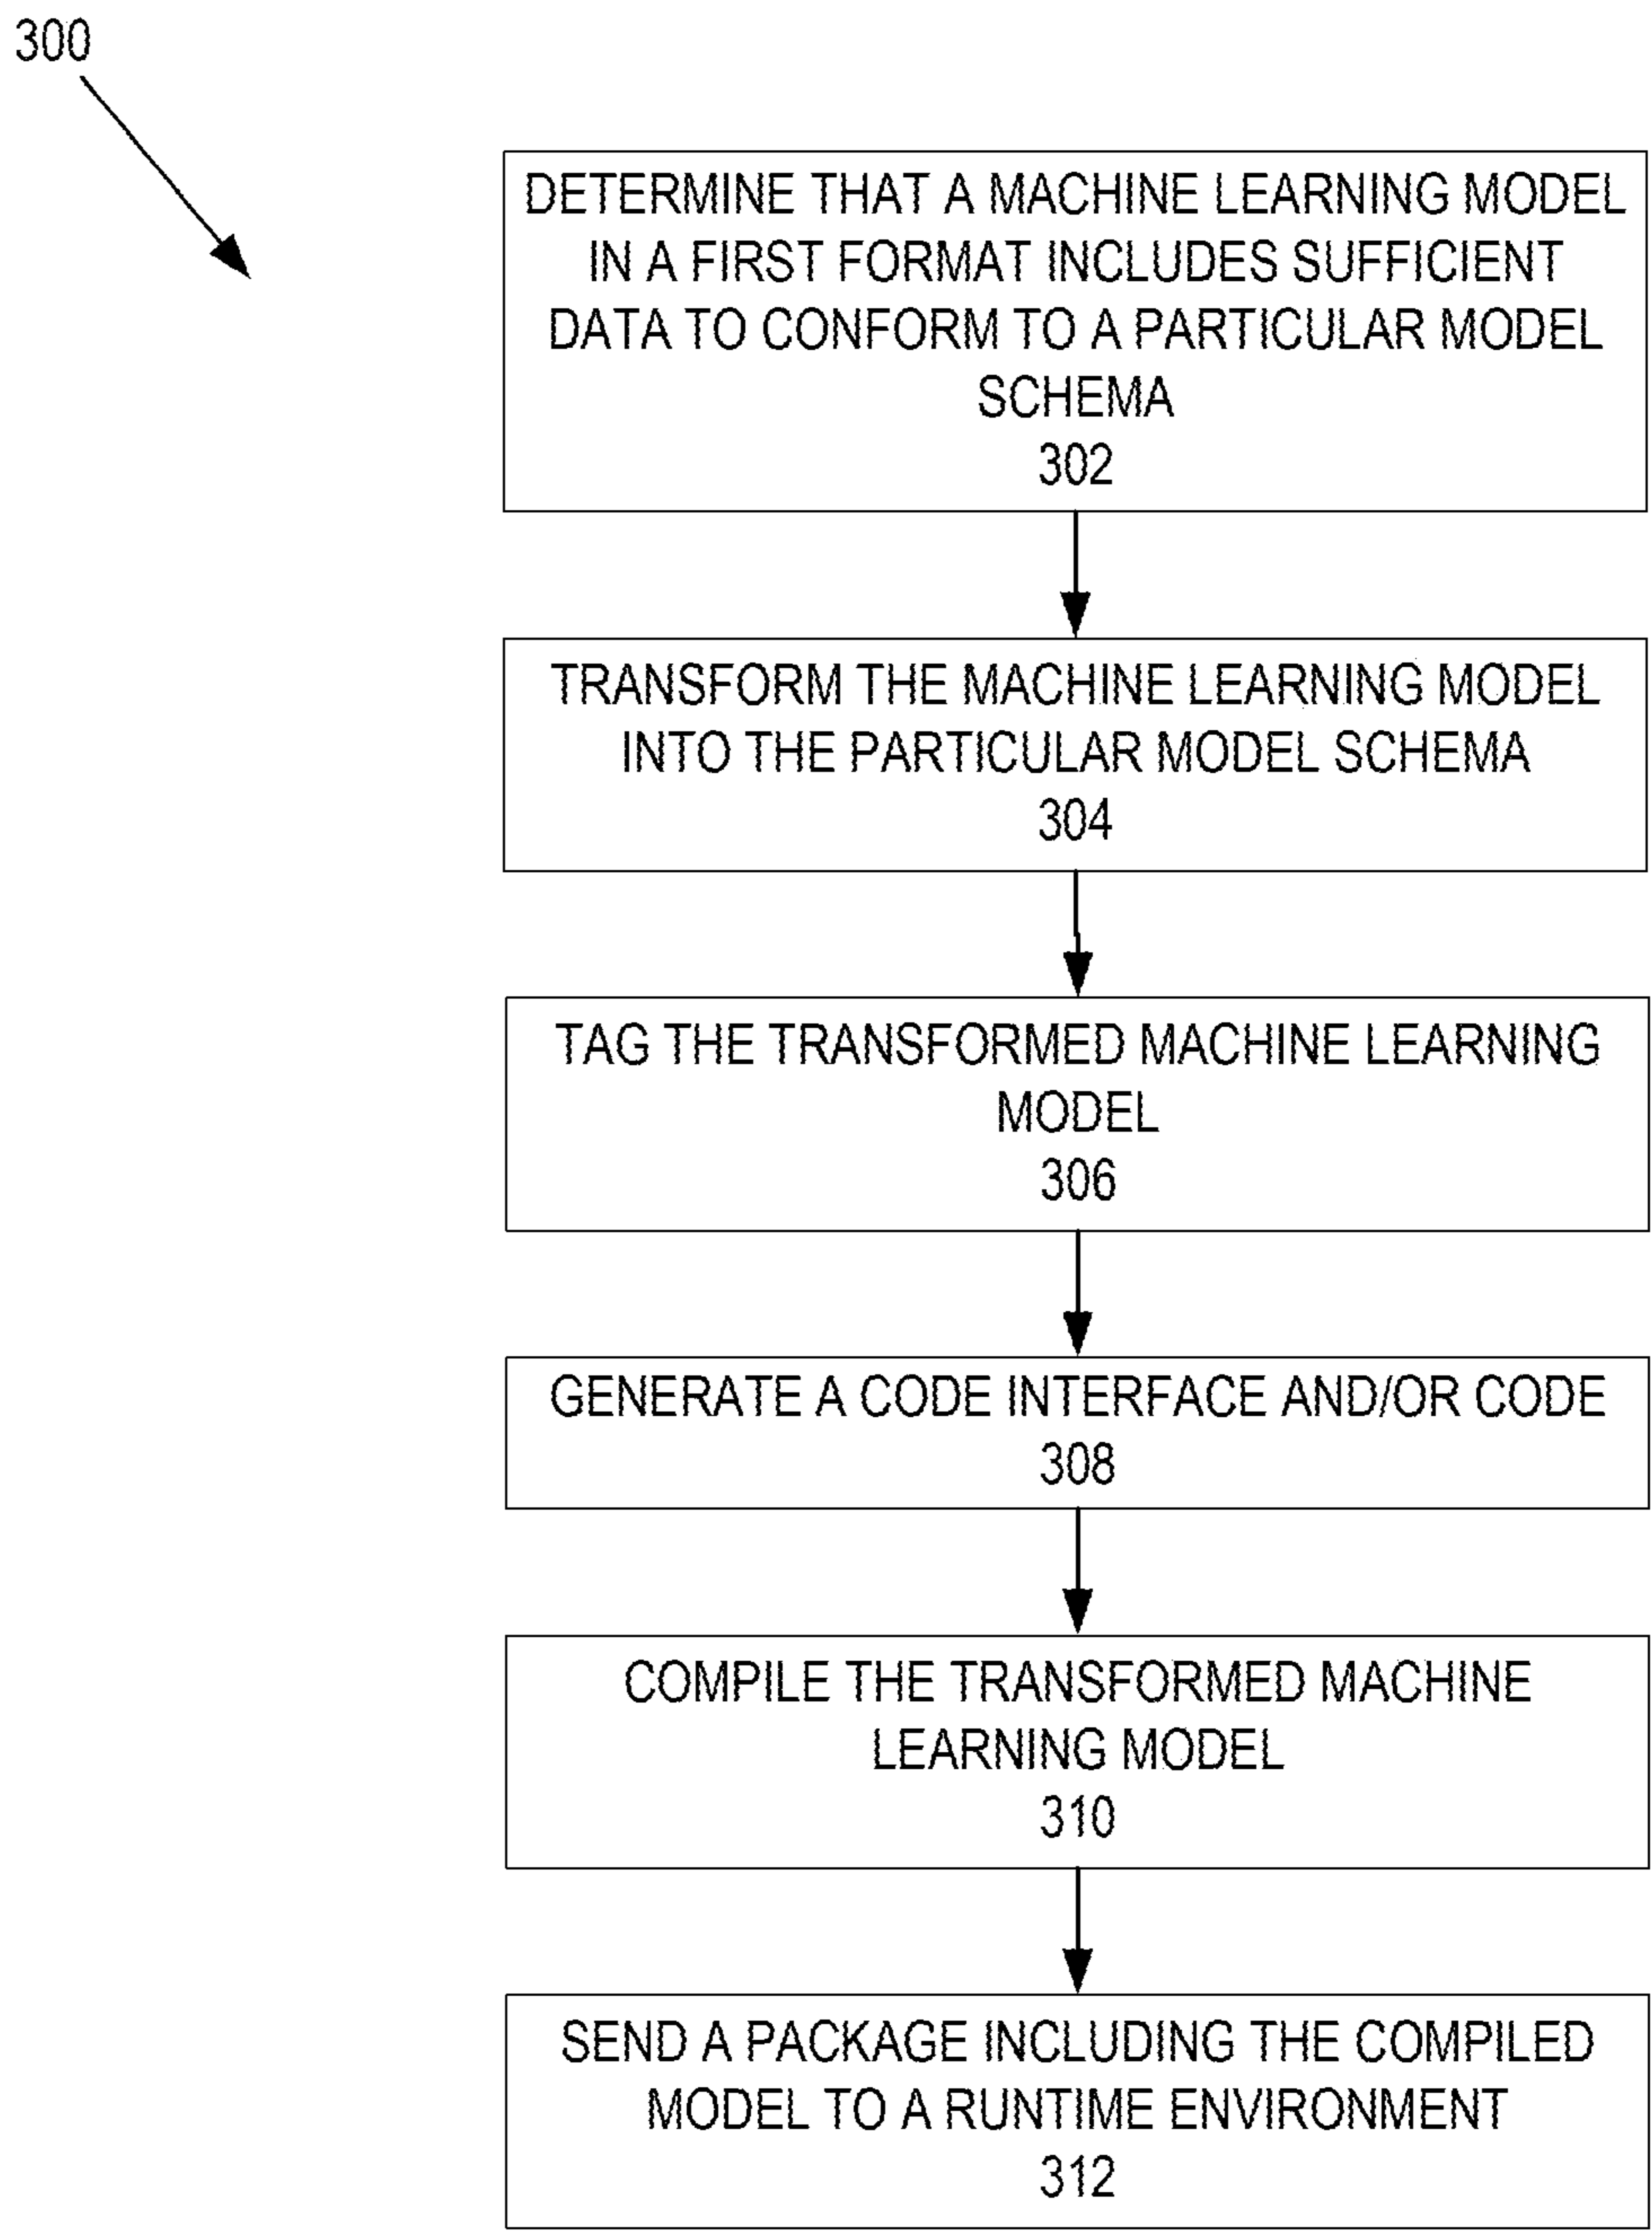 300
DETERMINE THAT A MACHINE LEARNING MODEL
IN A FIRST FORMAT INCLUDES SUFFICIENT
DATA TO CONFORM TO A PARTICULAR MODEL
SCHEMA
302
TRANSFORM THE MACHINE LEARNING MODEL
INTO THE PARTICULAR MODEL SCHEMA
304
TAG THE TRANSFORMED MACHINE LEARNING
MODEL
306
GENERATE A CODE INTERFACE AND/OR CODE
308
COMPILE THE TRANSFORMED MACHINE
LEARNING MODEL
310
SEND A PACKAGE INCLUDING THE COMPILED
MODEL TO A RUNTIME ENVIRONMENT
312